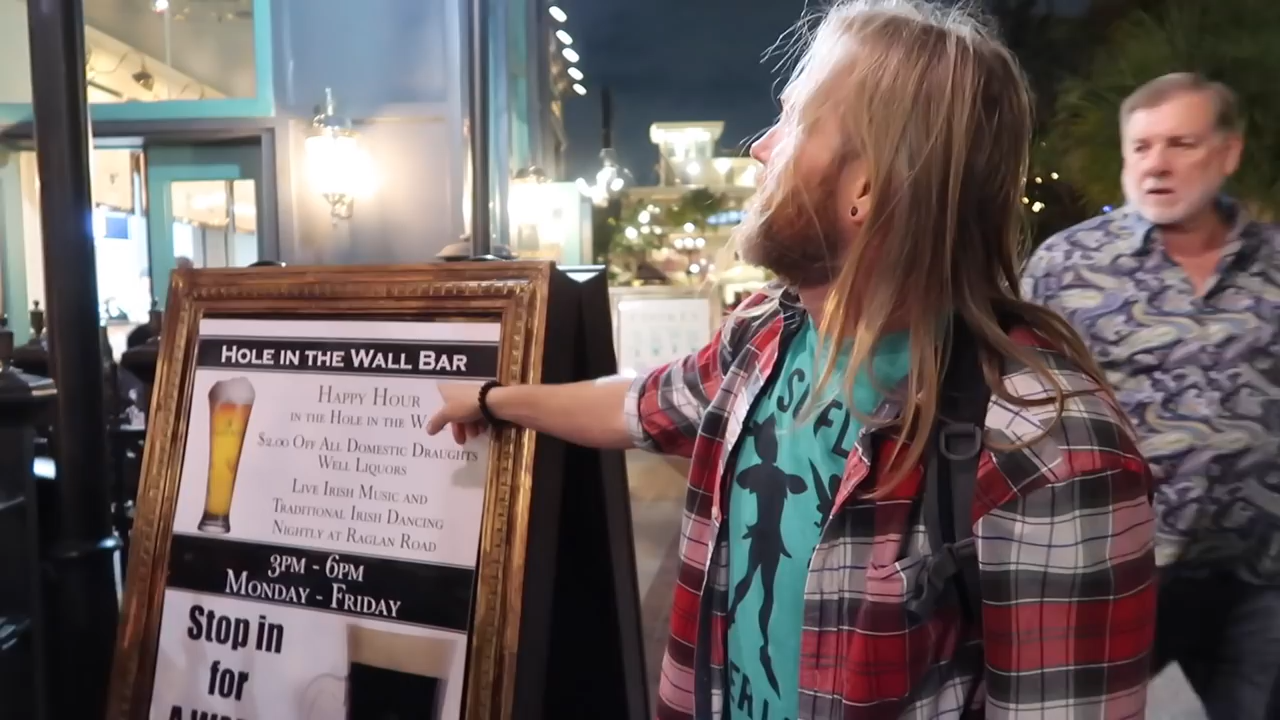 HOLE IN THE WALL BAR
HAPPY HOUR
IN THE HOLE IN THE W
$2.00 OFF ALL DOMESTIC DRAUGHTS
WELL LIQUORS
LIVE IRISH MUSIC AND
TRADITIONAL IRISH DANCING
NIGHTLY AT RAGLAN ROAD
3PM - 6PM
MONDAY - FRIDAY
Stop in
for